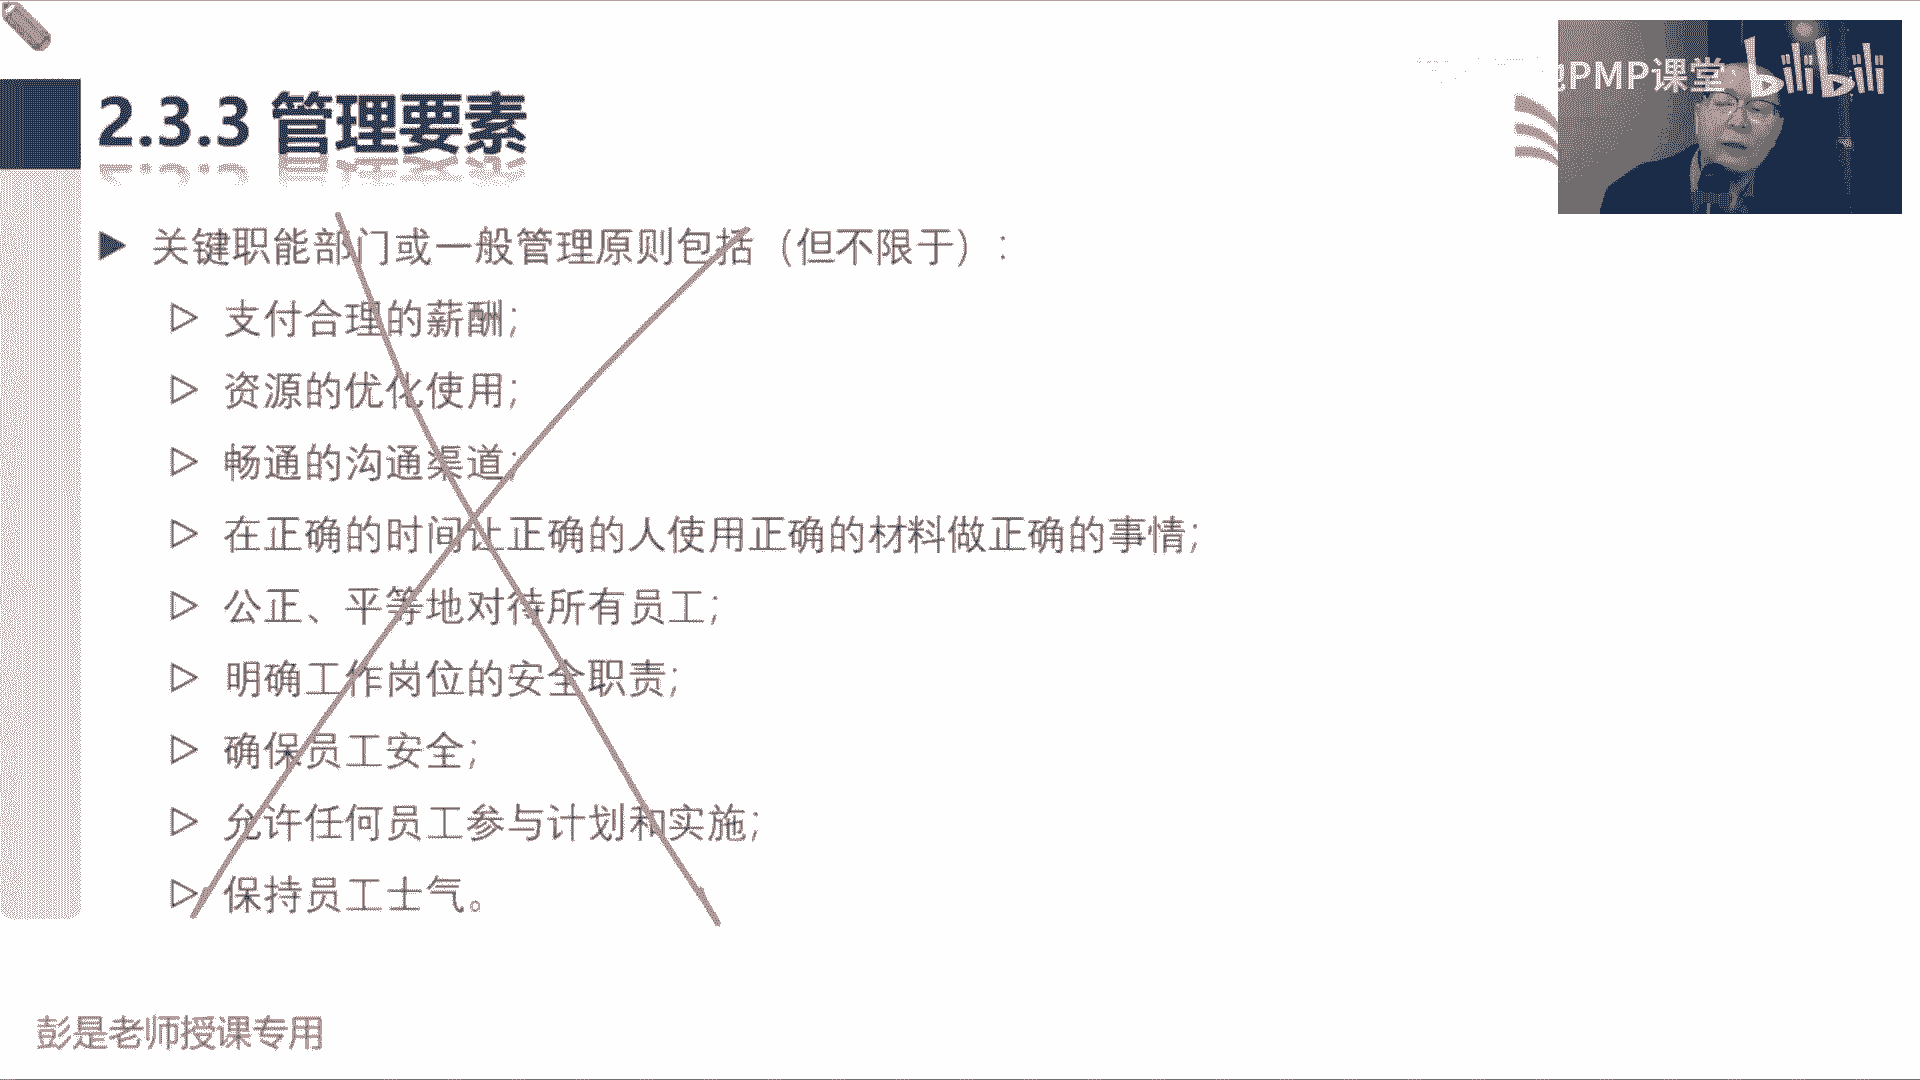 2.3.3 管理要素
PMP课堂 bilibili
关键职能部门或一般管理原则包括（但不限于）：
支付合理的薪酬；
资源的优化使用；
畅通的沟通渠道；
在正确的时间让正确的人使用正确的材料做正确的事情；
公正、平等地对待所有员工；
明确工作岗位的安全职责；
确保员工安全；
允许任何员工参与计划和实施；
保持员工士气。
彭是老师授课专用